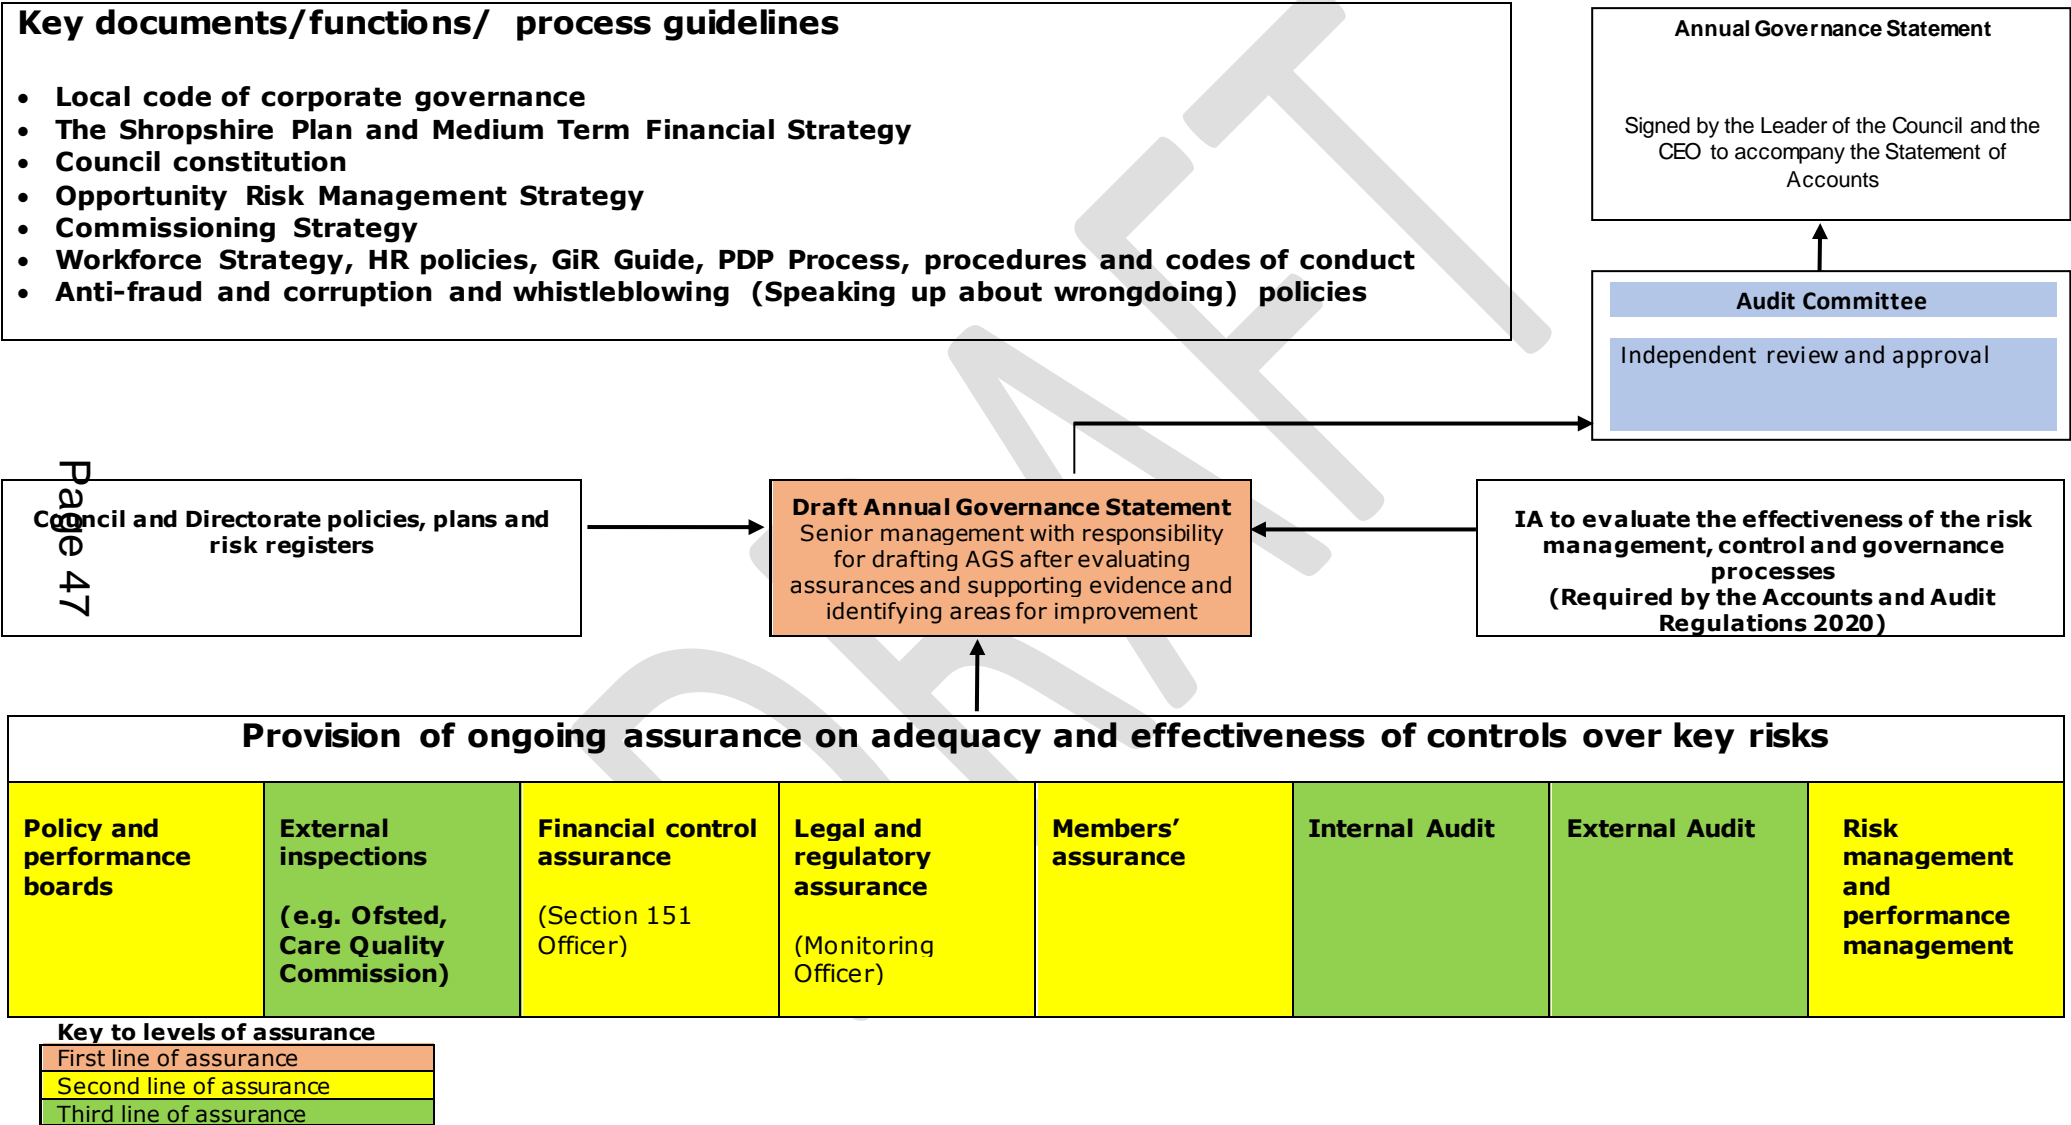 Key documents/functions/ process guidelines
• Local code of corporate governance
• The Shropshire Plan and Medium Term Financial Strategy
• Council constitution
• Opportunity Risk Management Strategy
• Commissioning Strategy
• Workforce Strategy, HR policies, GiR Guide, PDP Process, procedures and codes of conduct
• Anti-fraud and corruption and whistleblowing (Speaking up about wrongdoing) policies
Annual Governance Statement
Signed by the Leader of the Council and the
CEO to accompany the Statement of
Accounts
Audit Committee
Independent review and approval
Page 47
Council and Directorate policies, plans and
risk registers
Draft Annual Governance Statement
Senior management with responsibility
for drafting AGS after evaluating
assurances and supporting evidence and
identifying areas for improvement
IA to evaluate the effectiveness of the risk
management, control and governance
processes
(Required by the Accounts and Audit
Regulations 2020)
Provision of ongoing assurance on adequacy and effectiveness of controls over key risks
Policy and
performance
boards
External
inspections
(e.g. Ofsted,
Care Quality
Commission)
Financial control
assurance
(Section 151
Officer)
Legal and
regulatory
assurance
(Monitoring
Officer)
Members’
assurance
Internal Audit
External Audit
Risk
management
and
performance
management
Key to levels of assurance
First line of assurance
Second line of assurance
Third line of assurance
DRAFT